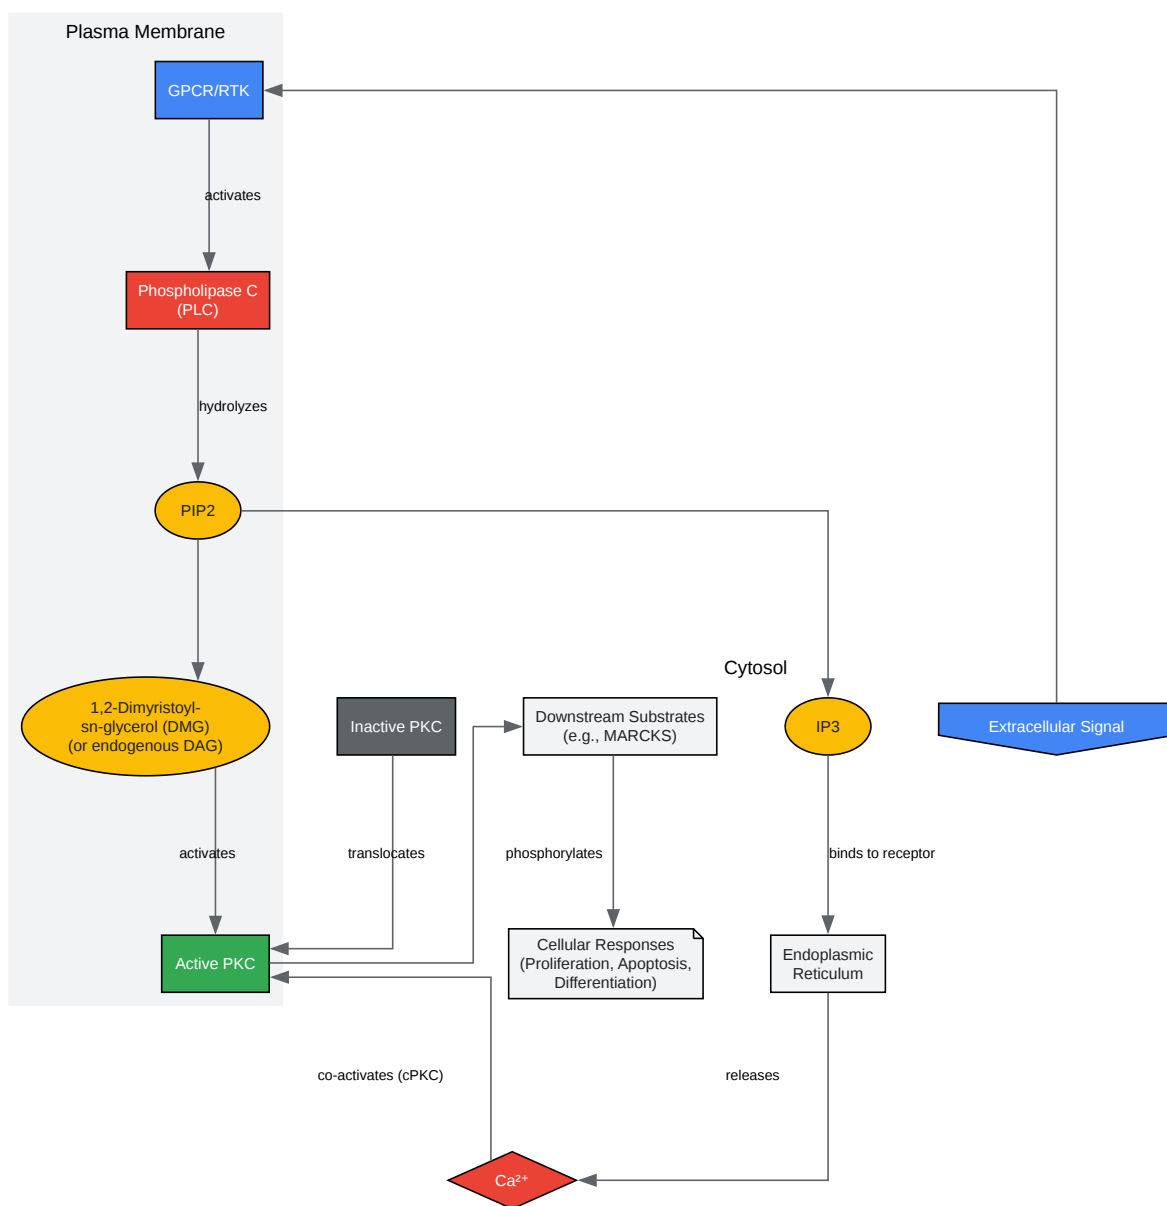 Plasma Membrane
GPCR/RTK
activates
Phospholipase C
(PLC)
hydrolyzes
PIP2
Cytosol
1,2-Dimyristoyl-
sn-glycerol (DMG)
(or endogenous DAG)
Inactive PKC
Downstream Substrates
(e.g., MARCKS)
IP3
Extracellular Signal
activates
translocates
phosphorylates
binds to receptor
Active PKC
Cellular Responses
(Proliferation, Apoptosis,
Differentiation)
Endoplasmic
Reticulum
co-activates (cPKC)
releases
Ca²⁺